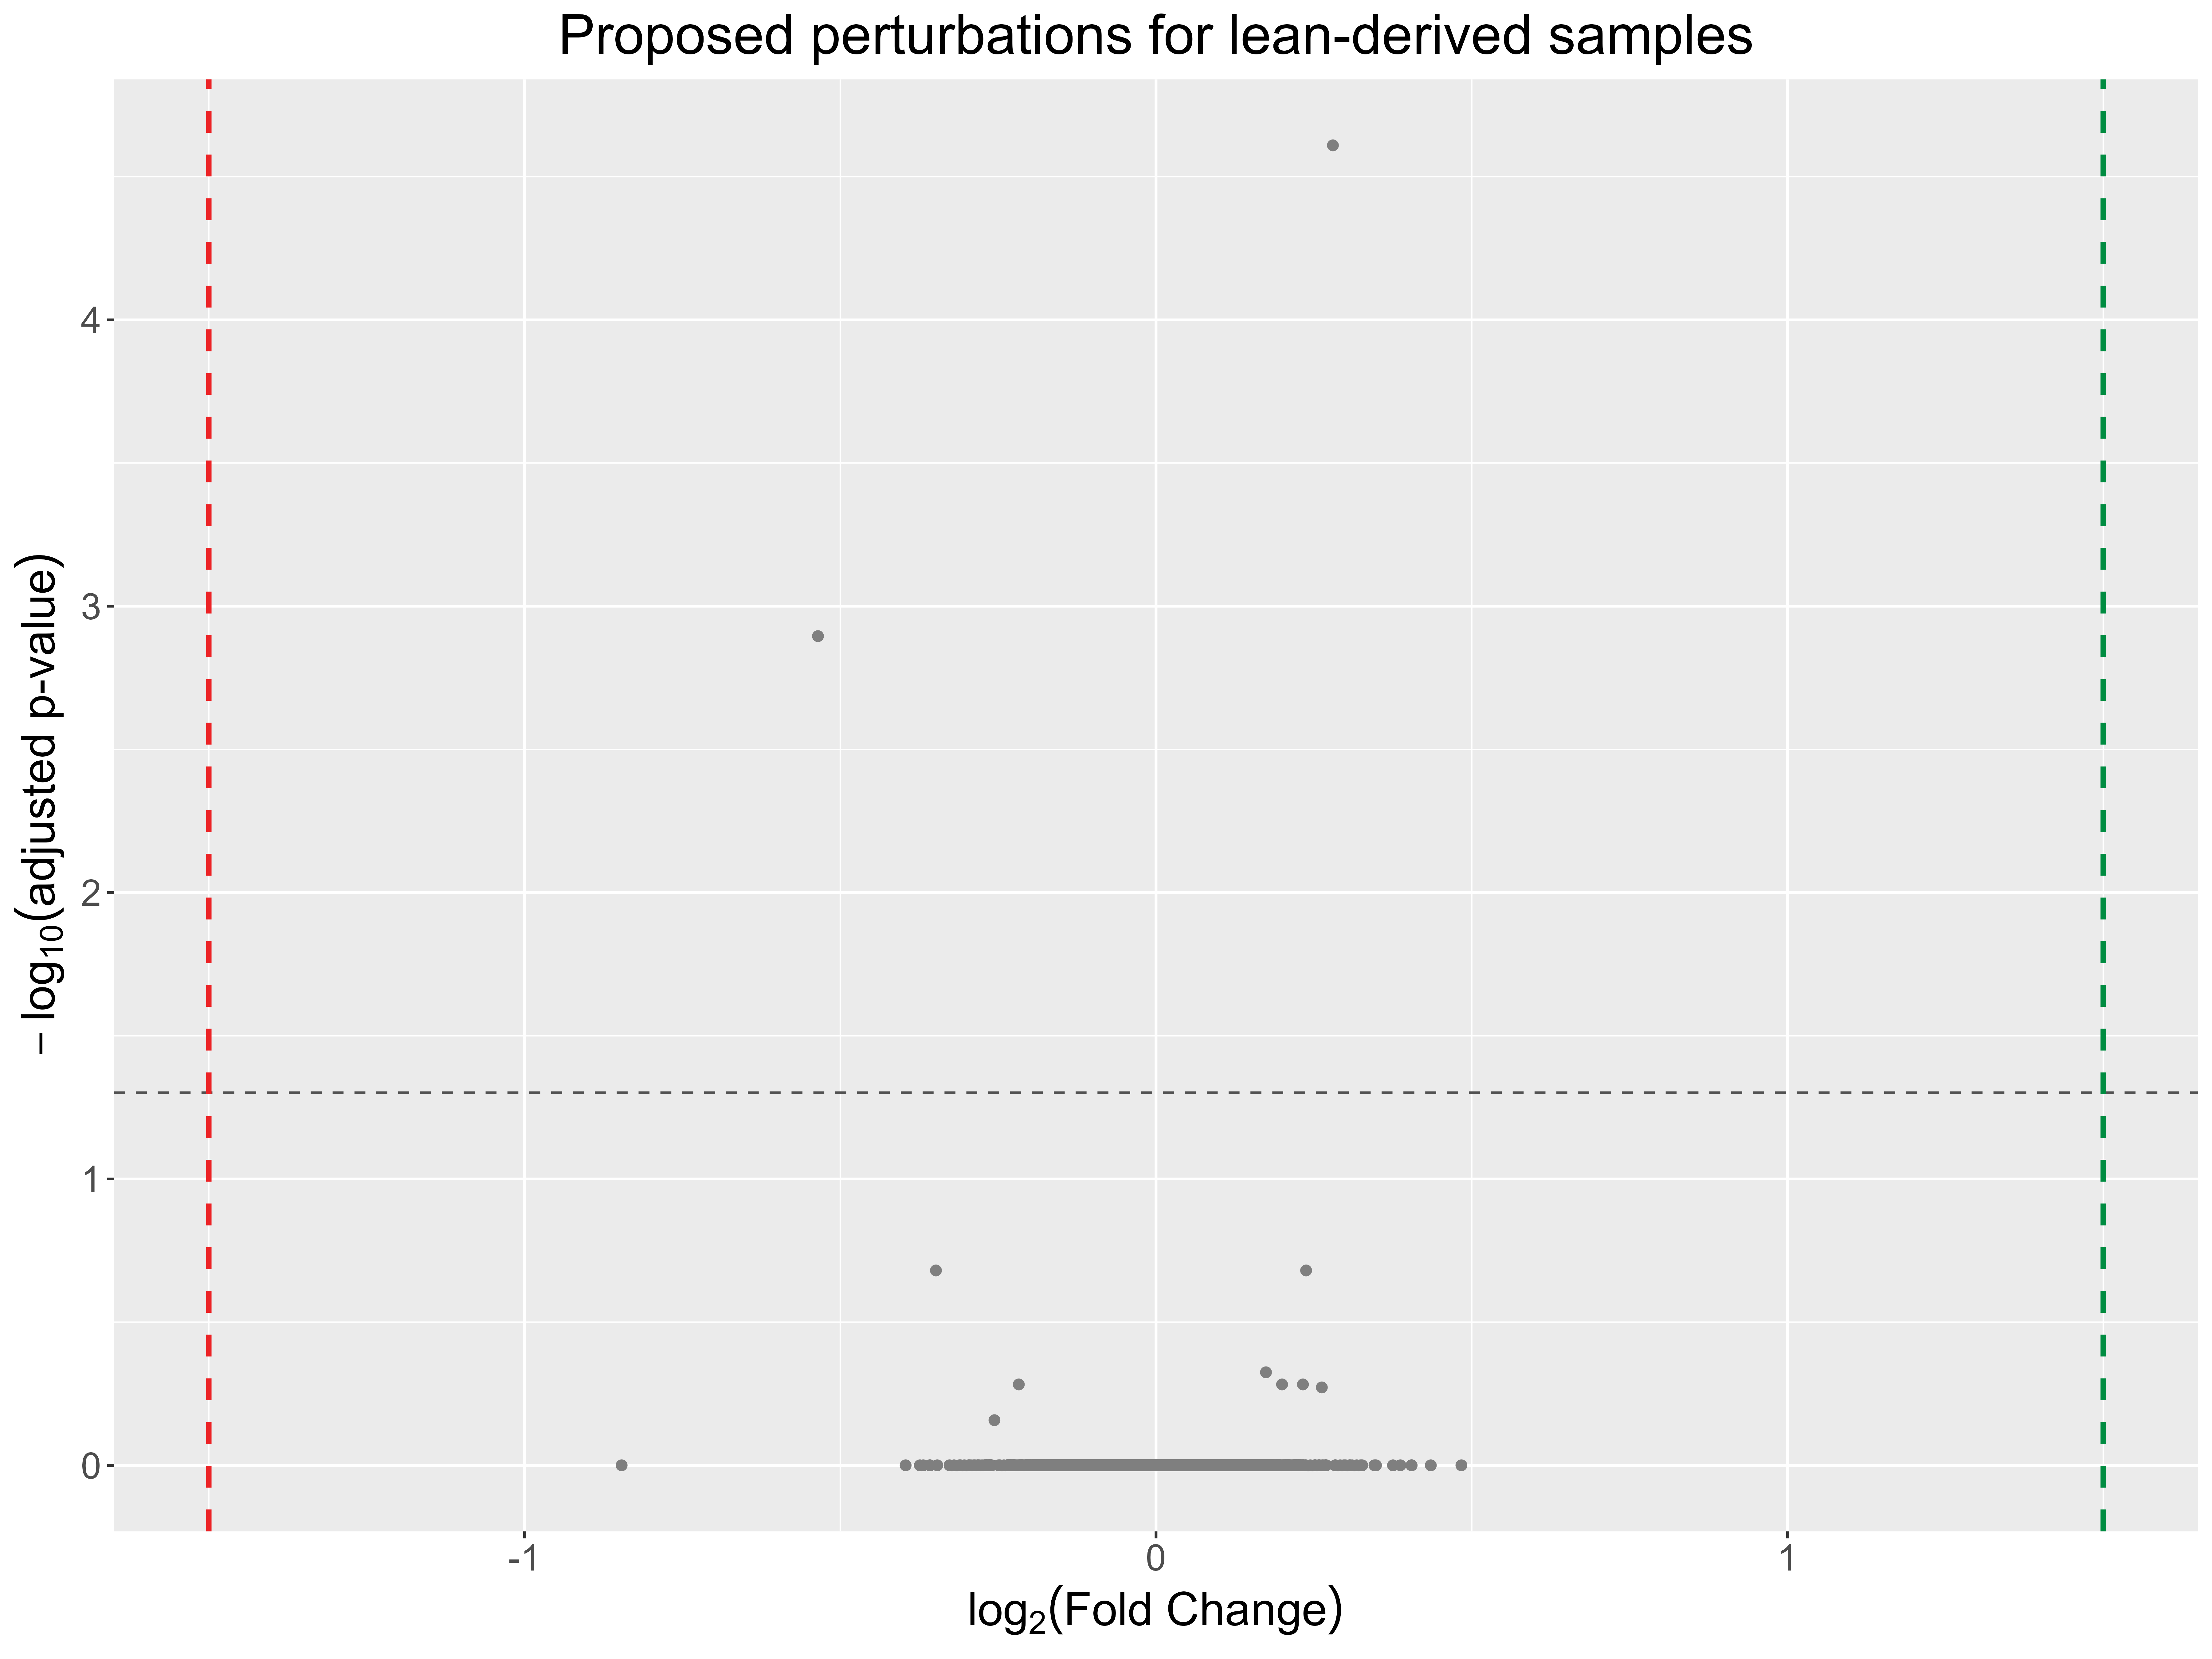 Proposed perturbations for lean-derived samples
− log₁₀(adjusted p-value)
4
3
2
1
0
-1
0
1
log₂(Fold Change)